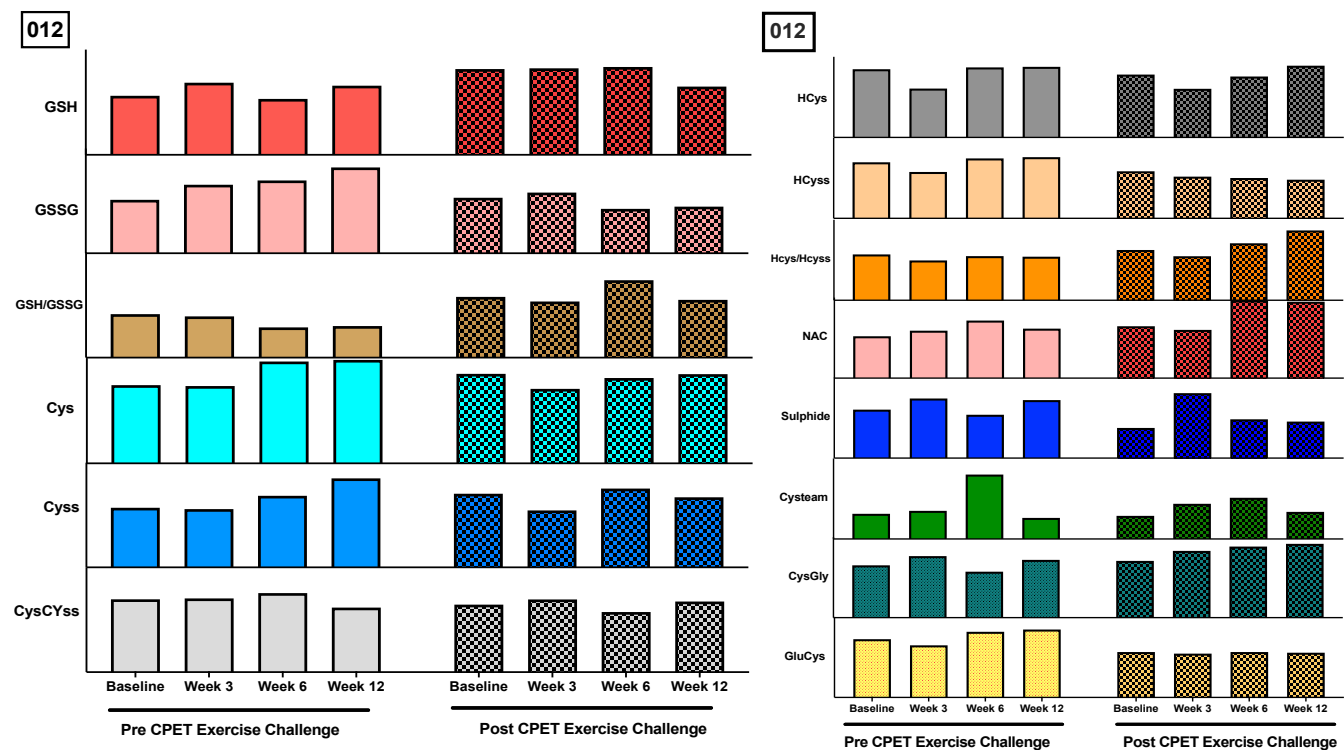 012
GSH
GSSG
GSH/GSSG
Cys
Cyss
CysCYss
Baseline Week 3 Week 6 Week 12 Baseline Week 3 Week 6 Week 12
Pre CPET Exercise Challenge Post CPET Exercise Challenge
012
HCys
HCyss
Hcys/Hcyss
NAC
Sulphide
Cysteam
CysGly
GluCys
Baseline Week 3 Week 6 Week 12 Baseline Week 3 Week 6 Week 12
Pre CPET Exercise Challenge Post CPET Exercise Challenge